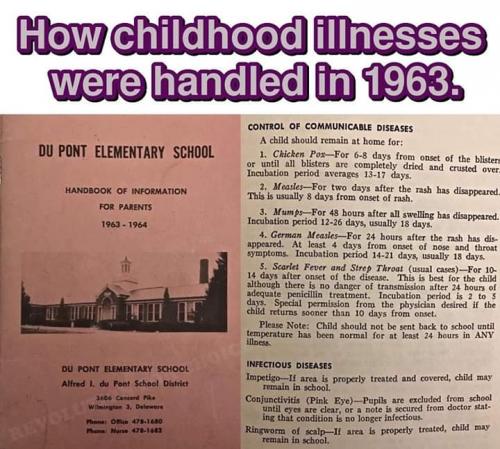 How childhood illnesses
were handled in 1963.
DU PONT ELEMENTARY SCHOOL
HANDBOOK OF INFORMATION
FOR PARENTS
1963 - 1964
DU PONT ELEMENTARY SCHOOL
Alfred I. du Pont School District
3606 Concord Pike
Wilmington 3, Delaware
Phone: Office 478-1680
Phone: Nurse 478-1682
CONTROL OF COMMUNICABLE DISEASES
A child should remain at home for:
1. Chicken Pox—For 6-8 days from onset of the blisters
or until all blisters are completely dried and crusted over.
Incubation period averages 13-17 days.
2. Measles—For two days after the rash has disappeared.
This is usually 8 days from onset of rash.
3. Mumps—For 48 hours after all swelling has disappeared.
Incubation period 12-26 days, usually 18 days.
4. German Measles—For 24 hours after the rash has dis-
appeared. At least 4 days from onset of nose and throat
symptoms. Incubation period 14-21 days, usually 18 days.
5. Scarlet Fever and Strep Throat (usual cases)—For 10-
14 days after onset of the disease. This is best for the child
although there is no danger of transmission after 24 hours of
adequate penicillin treatment. Incubation period is 2 to 5
days. Special permission from the physician desired if the
child returns sooner than 10 days from onset.
Please Note: Child should not be sent back to school until
temperature has been normal for at least 24 hours in ANY
illness.
INFECTIOUS DISEASES
Impetigo—If area is properly treated and covered, child may
remain in school.
Conjunctivitis (Pink Eye)—Pupils are excluded from school
until eyes are clear, or a note is secured from doctor stat-
ing that condition is no longer infectious.
Ringworm of scalp—If area is properly treated, child may
remain in school.